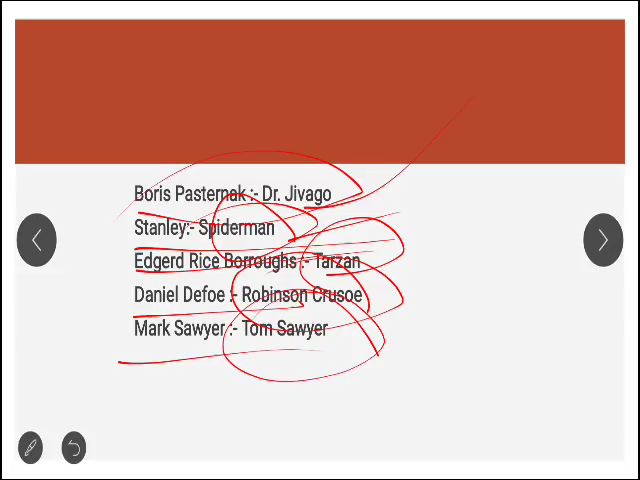 Boris Pasternak :- Dr. Jivago
Stanley:- Spiderman
Edgerd Rice Borroughs :- Tarzan
Daniel Defoe :- Robinson Crusoe
Mark Sawyer :- Tom Sawyer